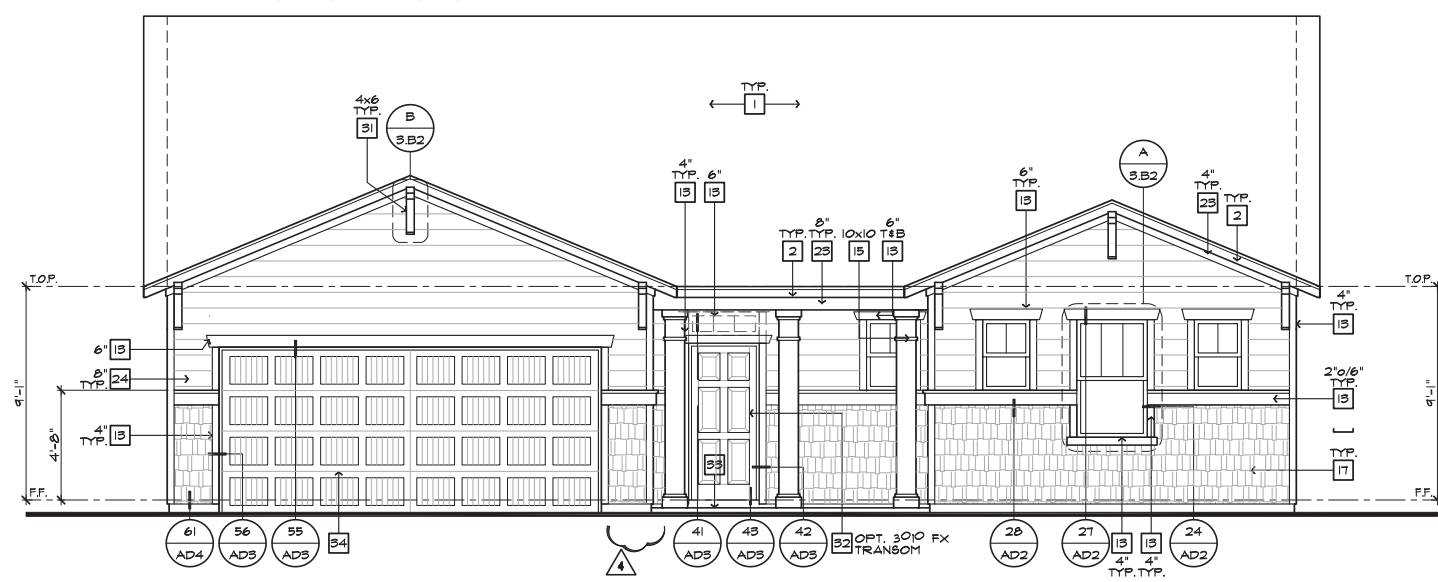 TYP.
1
4x6
TYP.
31
B
3.B2
4"
TYP.
13
6"
13
A
3.B2
6"
TYP.
13
4"
TYP.
23
TYP.
2
TYP.
2
8"
TYP.
23
10x10
15
6"
T&B
13
T.O.P.
T.O.P.
4"
TYP.
13
6" 13
8"
TYP. 24
9'-1"
4'-8"
4"
TYP. 13
2"o/6"
TYP.
13
9'-1"
TYP.
17
33
F.F.
F.F.
61
AD4
56
AD3
55
AD3
34
4
41
AD3
43
AD3
42
AD3
32 OPT. 3010 FX
TRANSOM
28
AD2
27
AD2
13
4"
TYP.
13
4"
TYP.
24
AD2